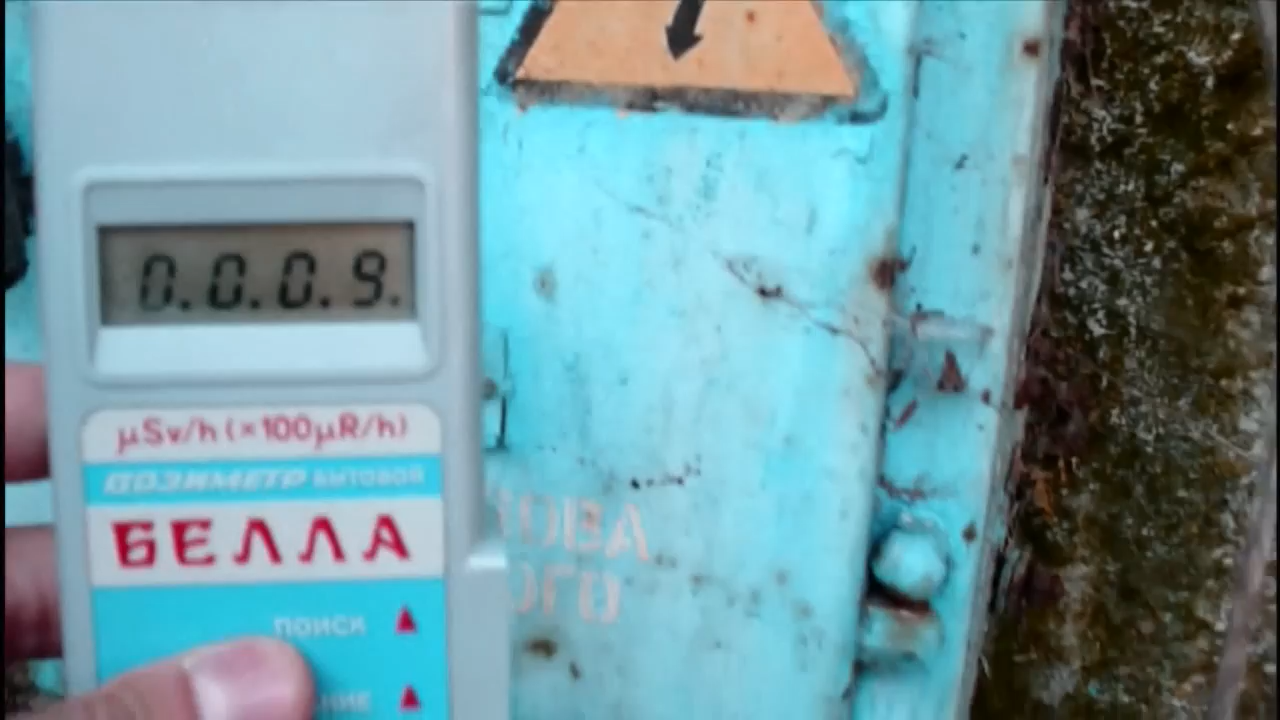 0.0.0.9.
µSv/h (×100µR/h)
ДОЗИМЕТР БЫТОВОЙ
БЕЛЛА
ПОИСК